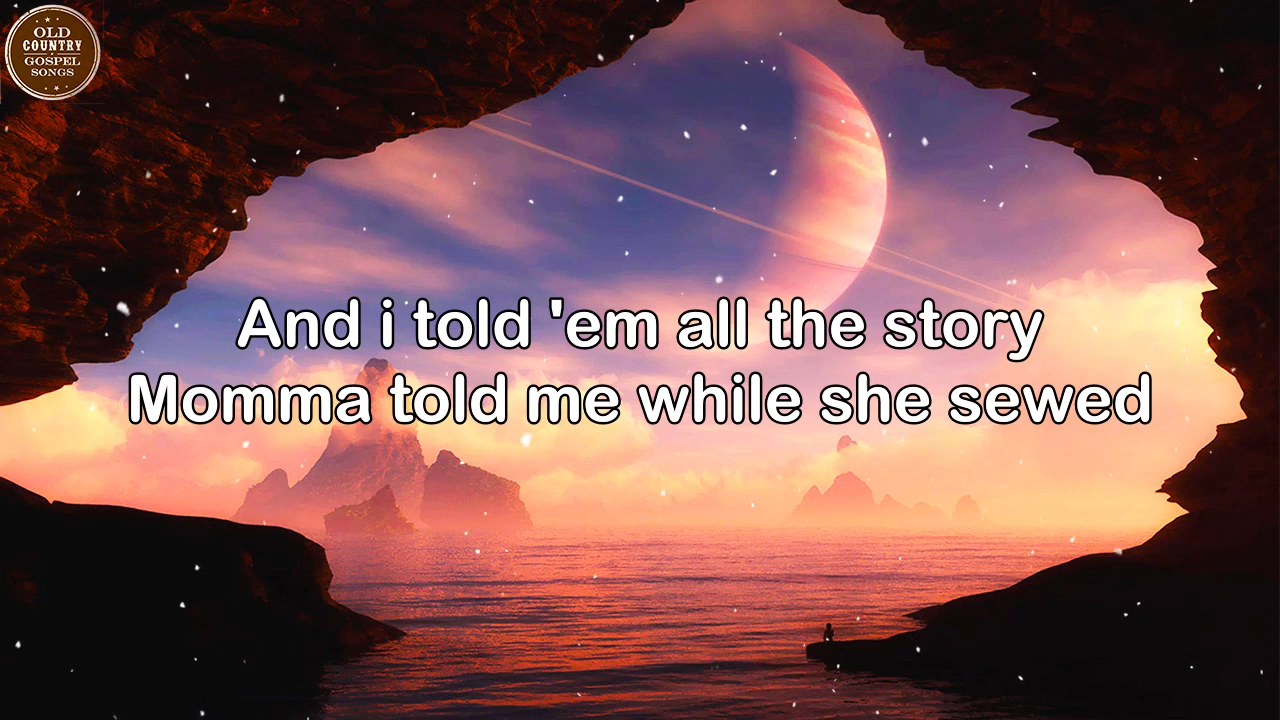 OLD
COUNTRY
GOSPEL
SONGS
And i told 'em all the story
Momma told me while she sewed